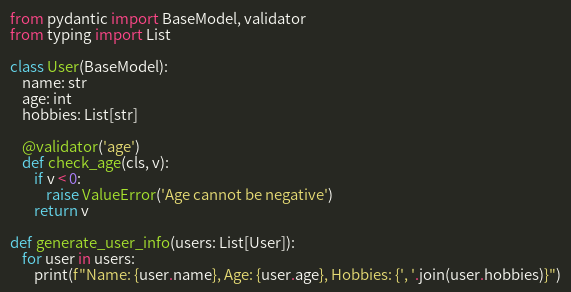 from pydantic import BaseModel, validator
from typing import List

class User(BaseModel):
    name: str
    age: int
    hobbies: List[str]

    @validator('age')
    def check_age(cls, v):
        if v < 0:
            raise ValueError('Age cannot be negative')
        return v

def generate_user_info(users: List[User]):
    for user in users:
        print(f"Name: {user.name}, Age: {user.age}, Hobbies: {', '.join(user.hobbies)}")